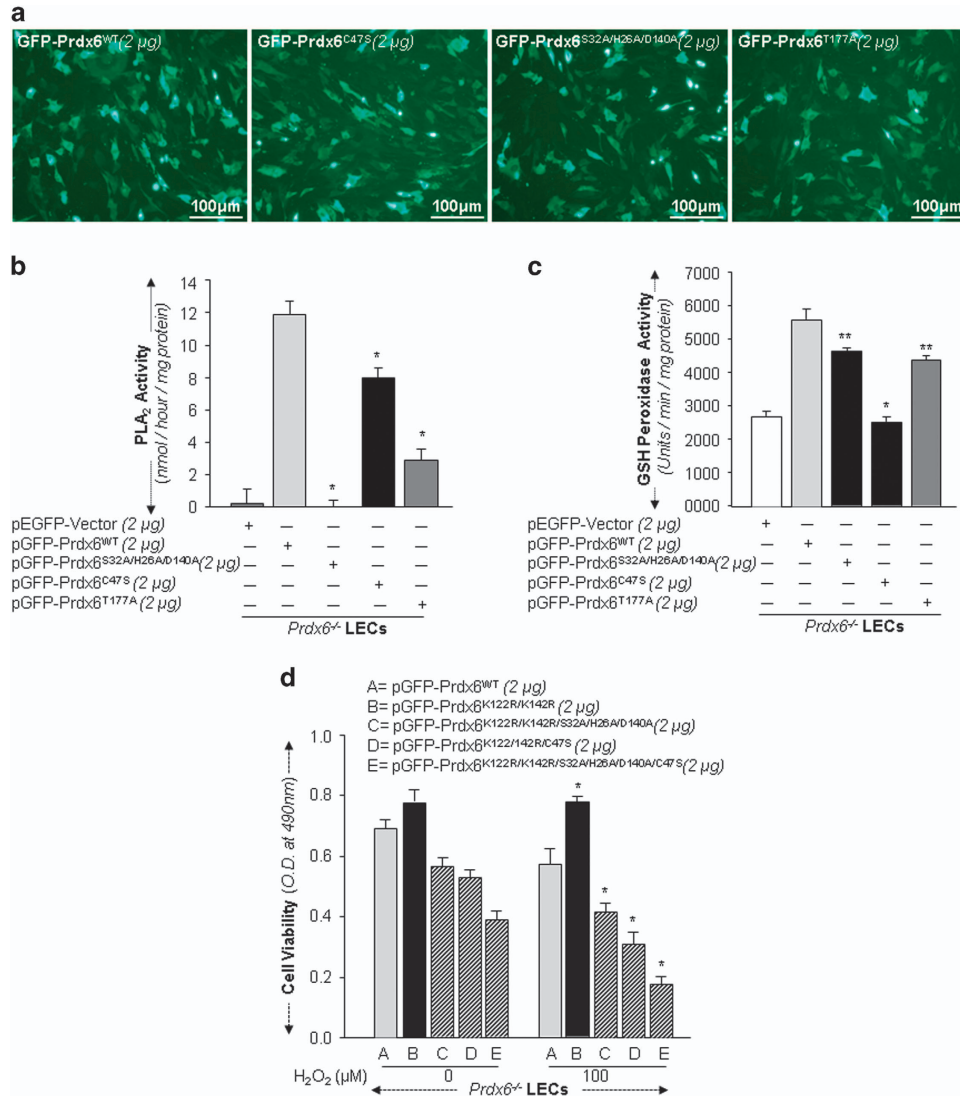 a
GFP-Prdx6WT(2 µg)
GFP-Prdx6C47S(2 µg)
GFP-Prdx6S32A/H26A/D140A(2 µg)
GFP-Prdx6T177A(2 µg)
100µm
100µm
100µm
100µm
b
PLA2 Activity
(nmol / hour / mg protein)
14
12
10
8
6
4
2
0
*
*
*
pEGFP-Vector (2 µg) + – – – –
pGFP-Prdx6WT(2 µg) – + – – –
pGFP-Prdx6S32A/H26A/D140A(2 µg) – – + – –
pGFP-Prdx6C47S (2 µg) – – – + –
pGFP-Prdx6T177A (2 µg) – – – – +
Prdx6-/- LECs
c
GSH Peroxidase Activity
(Units / min / mg protein)
7000
6000
5000
4000
3000
2000
1000
0000
**
*
**
pEGFP-Vector (2 µg) + – – – –
pGFP-Prdx6WT(2 µg) – + – – –
pGFP-Prdx6S32A/H26A/D140A(2 µg) – – + – –
pGFP-Prdx6C47S (2 µg) – – – + –
pGFP-Prdx6T177A (2 µg) – – – – +
Prdx6-/- LECs
d
A= pGFP-Prdx6WT (2 µg)
B= pGFP-Prdx6K122R/K142R (2 µg)
C= pGFP-Prdx6K122R/K142R/S32A/H26A/D140A(2 µg)
D= pGFP-Prdx6K122/142R/C47S (2 µg)
E= pGFP-Prdx6K122R/K142R/S32A/H26A/D140A/C47S(2 µg)
Cell Viability (O.D. at 490nm)
1.0
0.8
0.6
0.4
0.2
0.0
*
*
*
*
A B C D E A B C D E
H2O2 (µM) 0 100
Prdx6-/- LECs